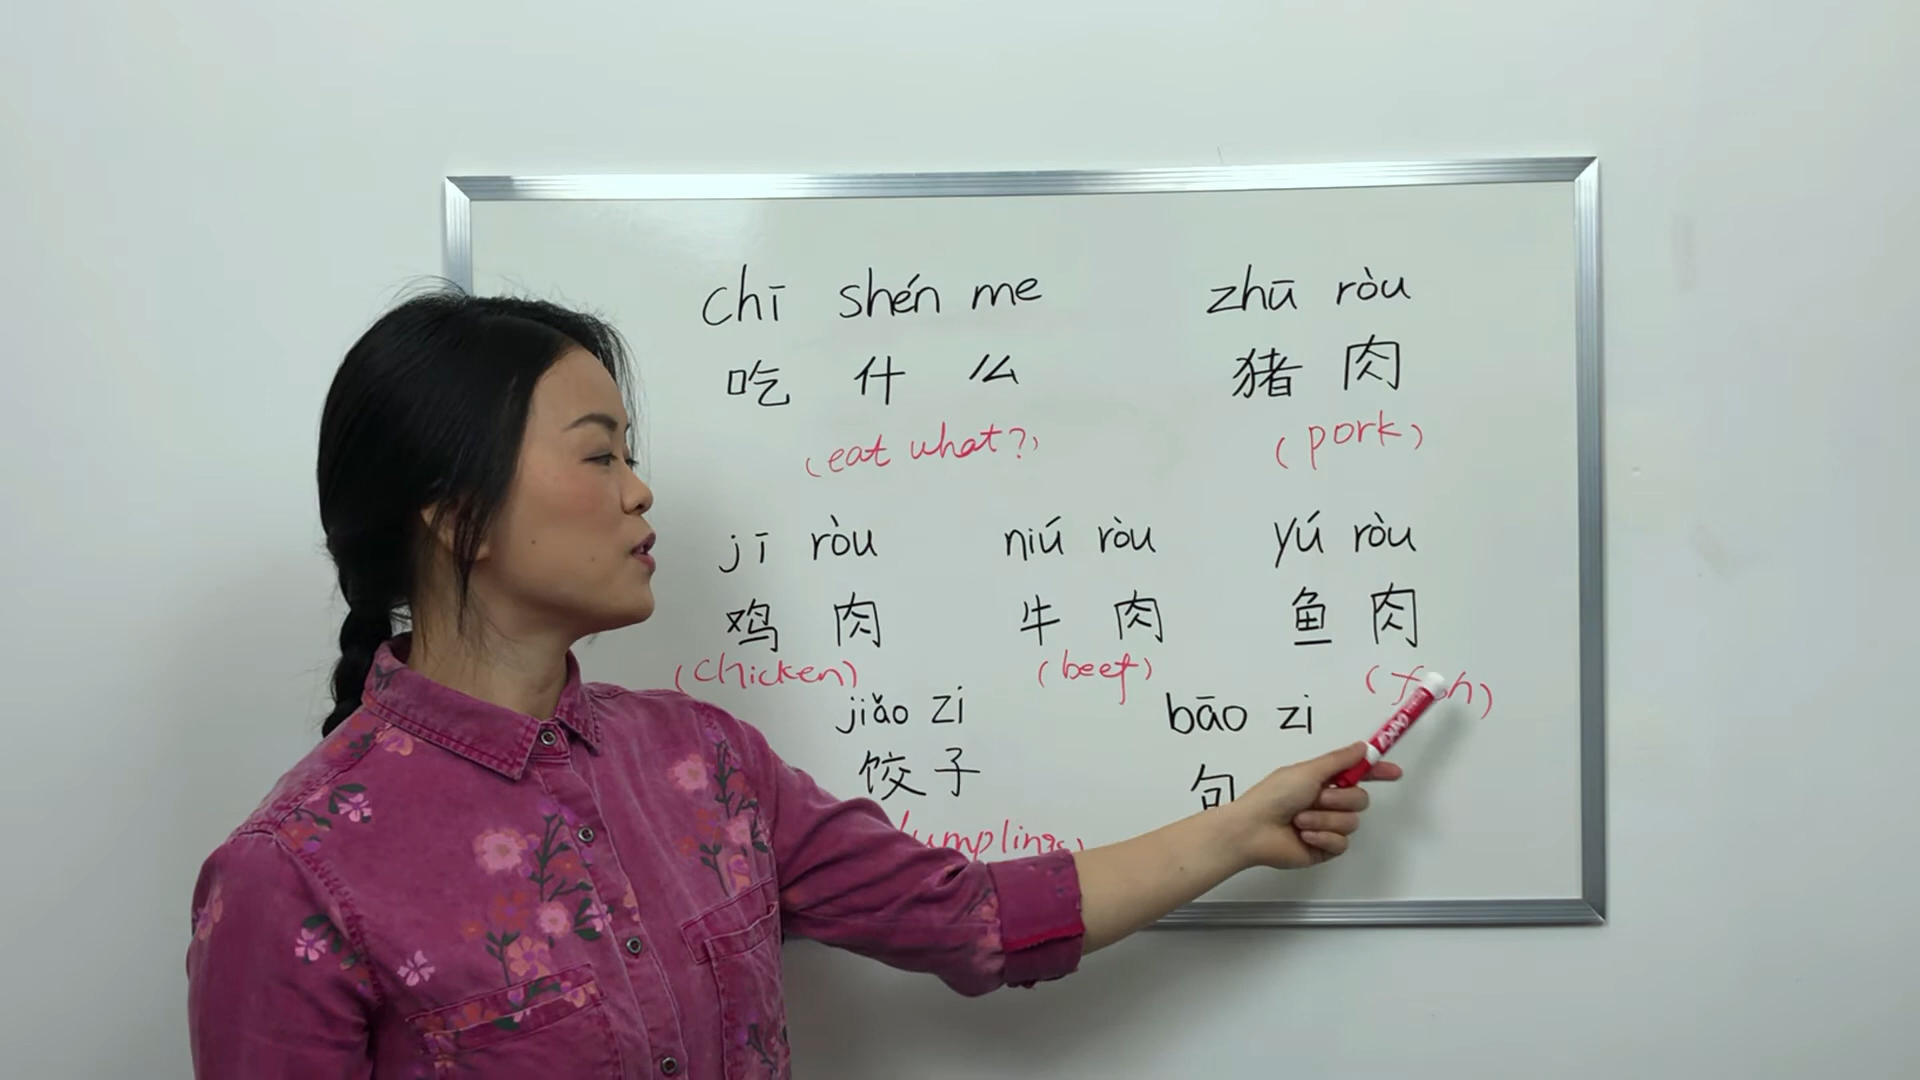 chī shén me
吃 什 么
(eat what?)
zhū ròu
猪 肉
(pork)
jī ròu
鸡 肉
(chicken)
niú ròu
牛 肉
(beef)
yú ròu
鱼 肉
jiǎo zi
饺 子
bāo zi